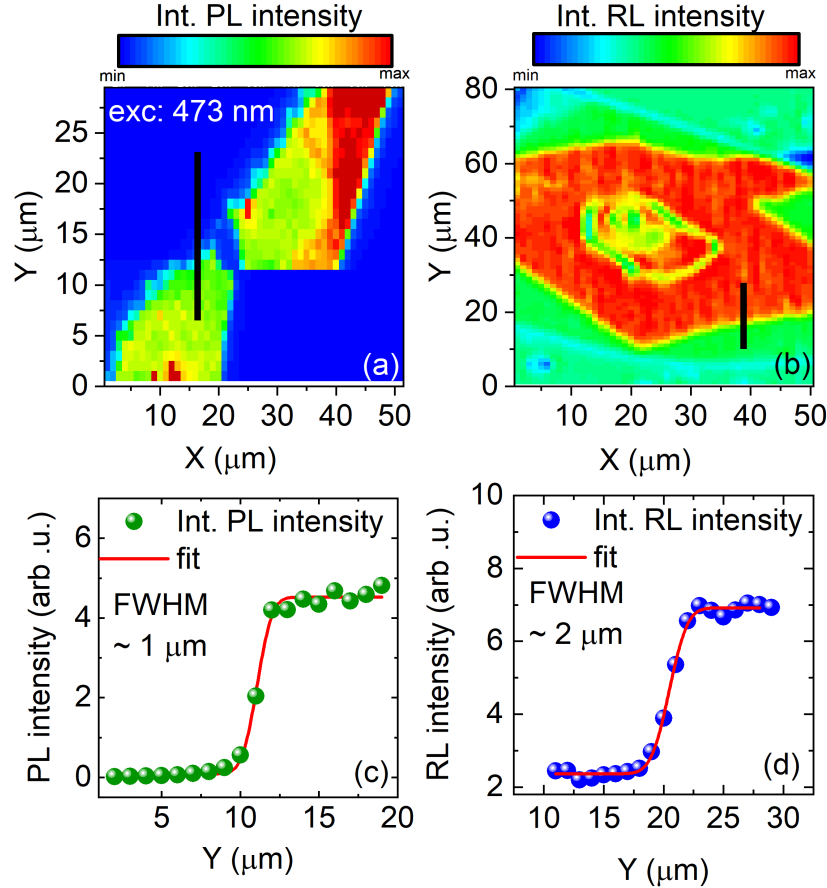 Int. PL intensity
min max
exc: 473 nm
25
20
15
10
5
0
Y (µm)
10 20 30 40 50
X (µm)
(a)
Int. RL intensity
min max
80
60
40
20
0
Y (µm)
10 20 30 40 50
X (µm)
(b)
6
4
2
0
PL intensity (arb .u.)
Int. PL intensity
fit
FWHM
~ 1 µm
(c)
5 10 15 20
Y (µm)
10
8
6
4
2
RL intensity (arb .u.)
Int. RL intensity
fit
FWHM
~ 2 µm
(d)
10 15 20 25 30
Y (µm)